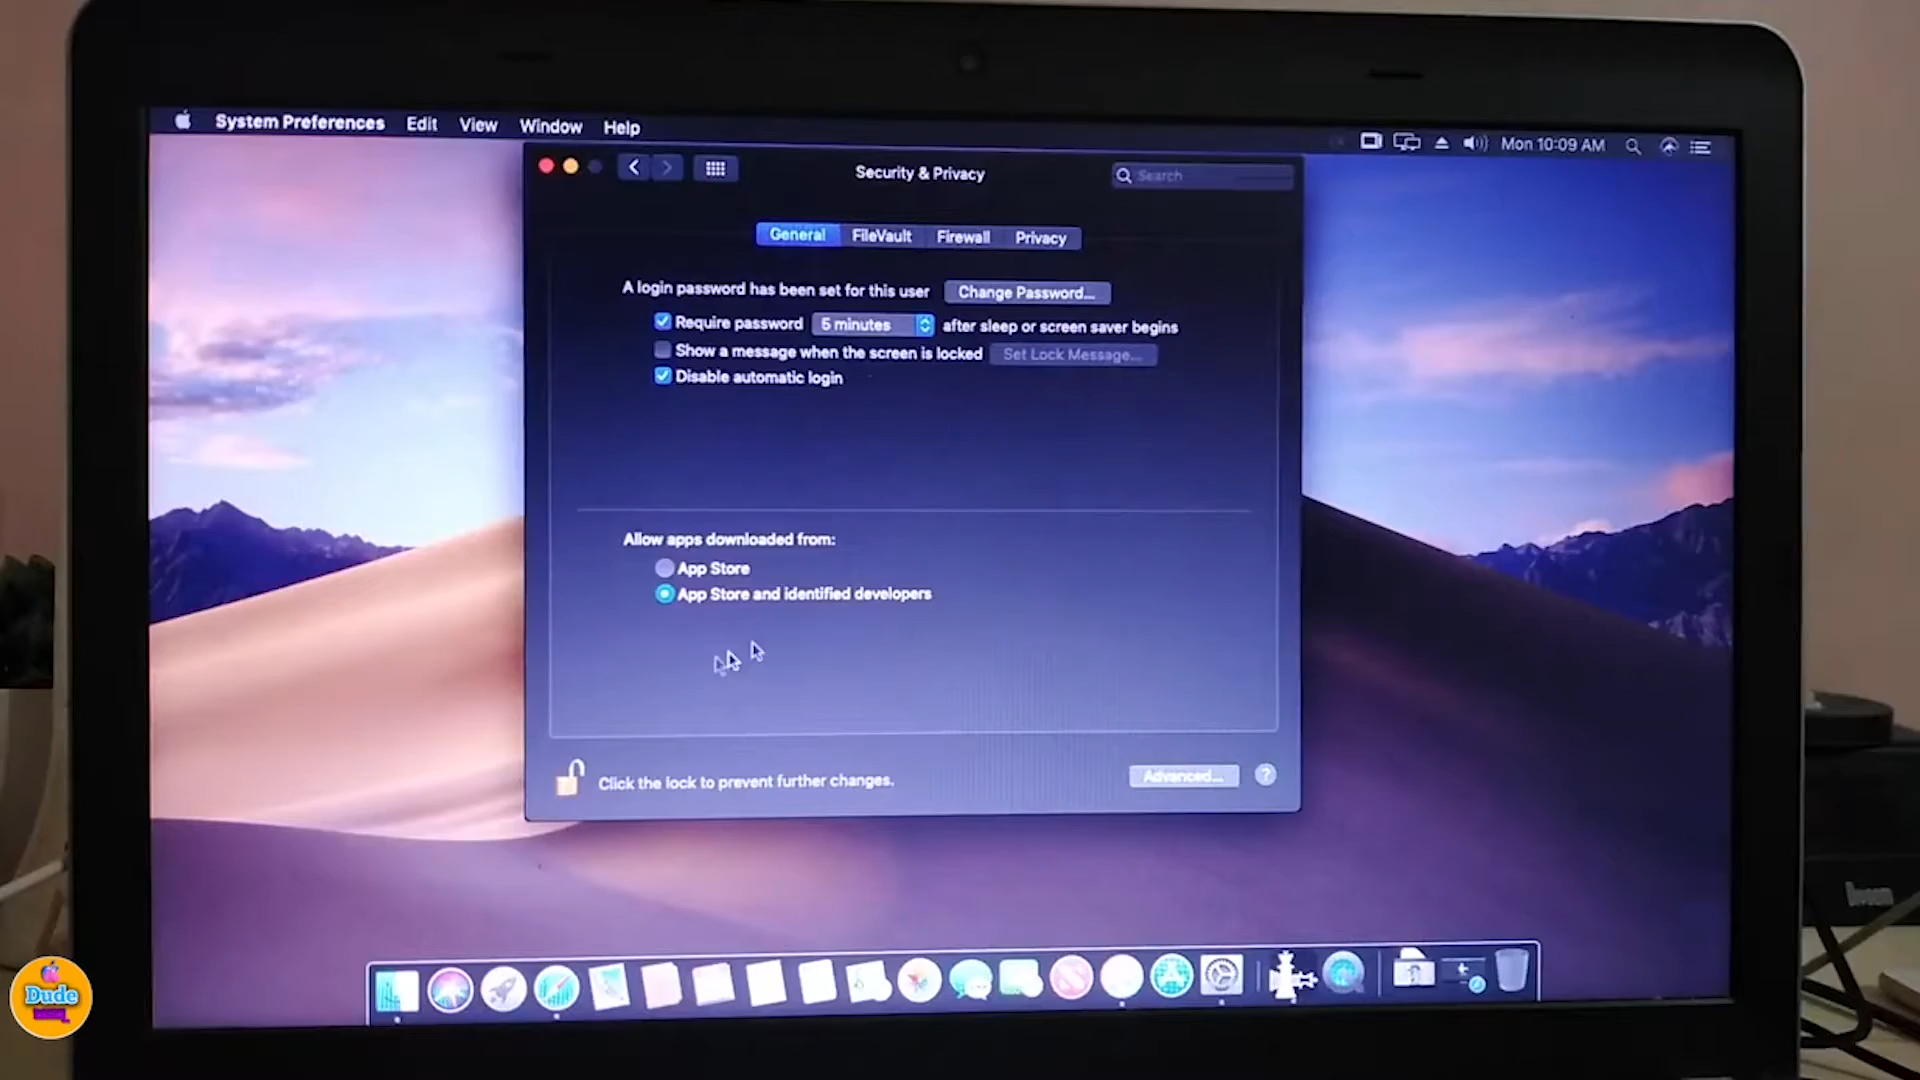 System Preferences Edit View Window Help
Mon 10:09 AM
Security & Privacy
Search
General FileVault Firewall Privacy
A login password has been set for this user Change Password...
Require password 5 minutes after sleep or screen saver begins
Show a message when the screen is locked Set Lock Message...
Disable automatic login
Allow apps downloaded from:
App Store
App Store and identified developers
Click the lock to prevent further changes.
Advanced... ?
Dude